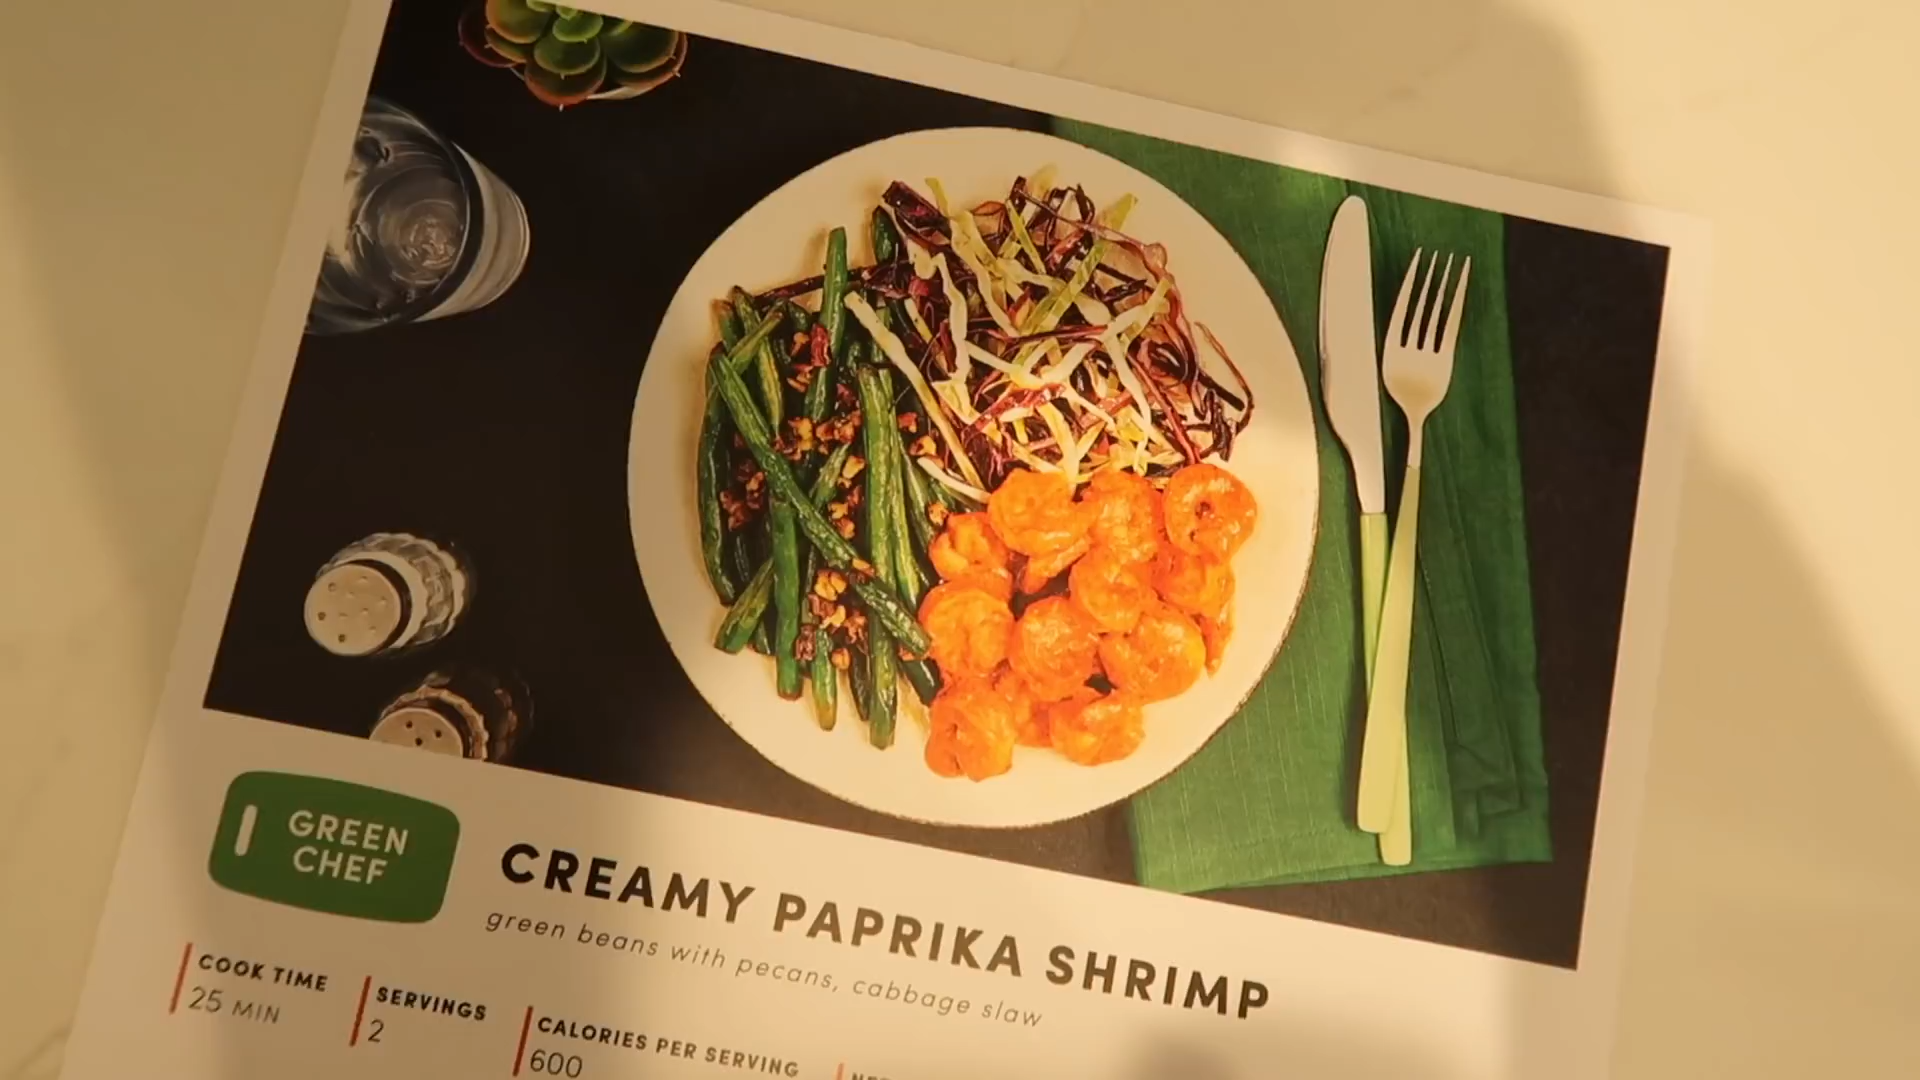 GREEN
CHEF
CREAMY PAPRIKA SHRIMP
green beans with pecans, cabbage slaw
COOK TIME
25 MIN
SERVINGS
2
CALORIES PER SERVING
600